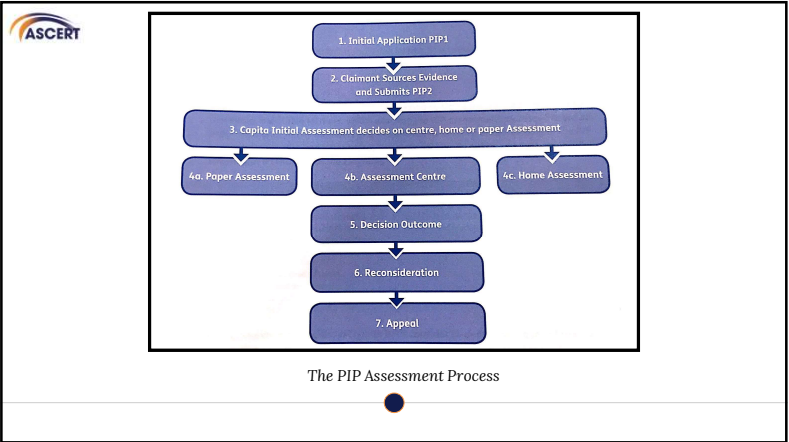 ASCERT
1. Initial Application PIP1
2. Claimant Sources Evidence
and Submits PIP2
3. Capita Initial Assessment decides on centre, home or paper Assessment
4a. Paper Assessment
4b. Assessment Centre
4c. Home Assessment
5. Decision Outcome
6. Reconsideration
7. Appeal
The PIP Assessment Process